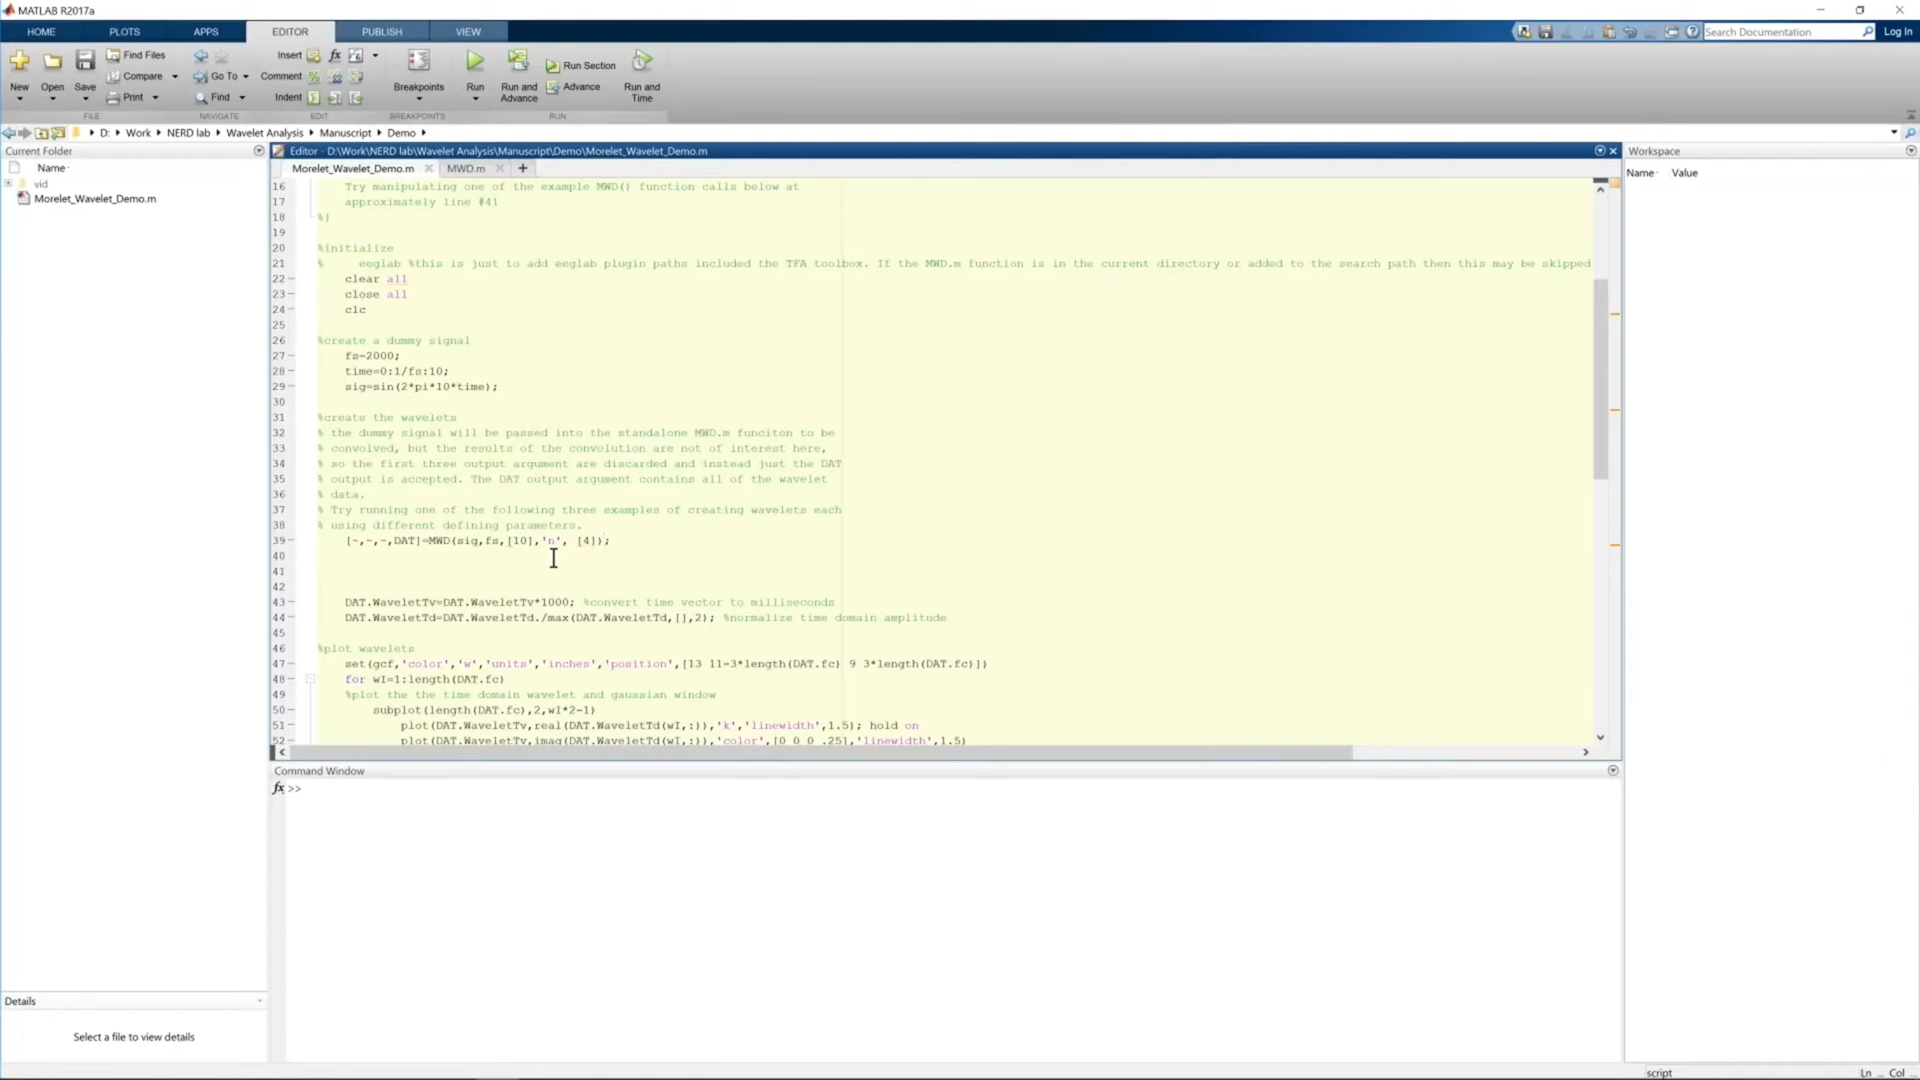 MATLAB R2017a
HOME PLOTS APPS EDITOR PUBLISH VIEW
Search Documentation
Log In
Find Files
Compare
Print
Go To
Find
Insert fx
Comment
Indent
New Open Save
Breakpoints
Run
Run and Advance
Run Section
Advance
Run and Time
FILE NAVIGATE EDIT BREAKPOINTS RUN
D: Work NERD lab Wavelet Analysis Manuscript Demo
Current Folder
Name
vid
Morelet_Wavelet_Demo.m
Editor - D:\Work\NERD lab\Wavelet Analysis\Manuscript\Demo\Morelet_Wavelet_Demo.m
Morelet_Wavelet_Demo.m MWD.m
16 Try manipulating one of the example MWD() function calls below at
17 approximately line #41
18 %}
19
20 %initialize
21 % eeglab %this is just to add eeglab plugin paths included the TFA toolbox. If the MWD.m function is in the current directory or added to the search path then this may be skipped
22 clear all
23 close all
24 clc
25
26 %create a dummy signal
27 fs=2000;
28 time=0:1/fs:10;
29 sig=sin(2*pi*10*time);
30
31 %create the wavelets
32 % the dummy signal will be passed into the standalone MWD.m funciton to be
33 % convolved, but the results of the convolution are not of interest here,
34 % so the first three output argument are discarded and instead just the DAT
35 % output is accepted. The DAT output argument contains all of the wavelet
36 % data.
37 % Try running one of the following three examples of creating wavelets each
38 % using different defining parameters.
39 [~,~,~,DAT]=MWD(sig,fs,[10],'n', [4]);
40
41
42
43 DAT.WaveletTv=DAT.WaveletTv*1000; %convert time vector to milliseconds
44 DAT.WaveletTd=DAT.WaveletTd./max(DAT.WaveletTd,[],2); %normalize time domain amplitude
45
46 %plot wavelets
47 set(gcf,'color','w','units','inches','position',[13 11-3*length(DAT.fc) 9 3*length(DAT.fc)])
48 for wI=1:length(DAT.fc)
49 %plot the the time domain wavelet and gaussian window
50 subplot(length(DAT.fc),2,wI*2-1)
51 plot(DAT.WaveletTv,real(DAT.WaveletTd(wI,:)),'k','linewidth',1.5); hold on
52 plot(DAT.WaveletTv,imag(DAT.WaveletTd(wI,:)),'color',[0 0 0 .25],'linewidth',1.5)
Command Window
fx >>
Workspace
Name Value
Details
Select a file to view details
script
Ln ... Col ...